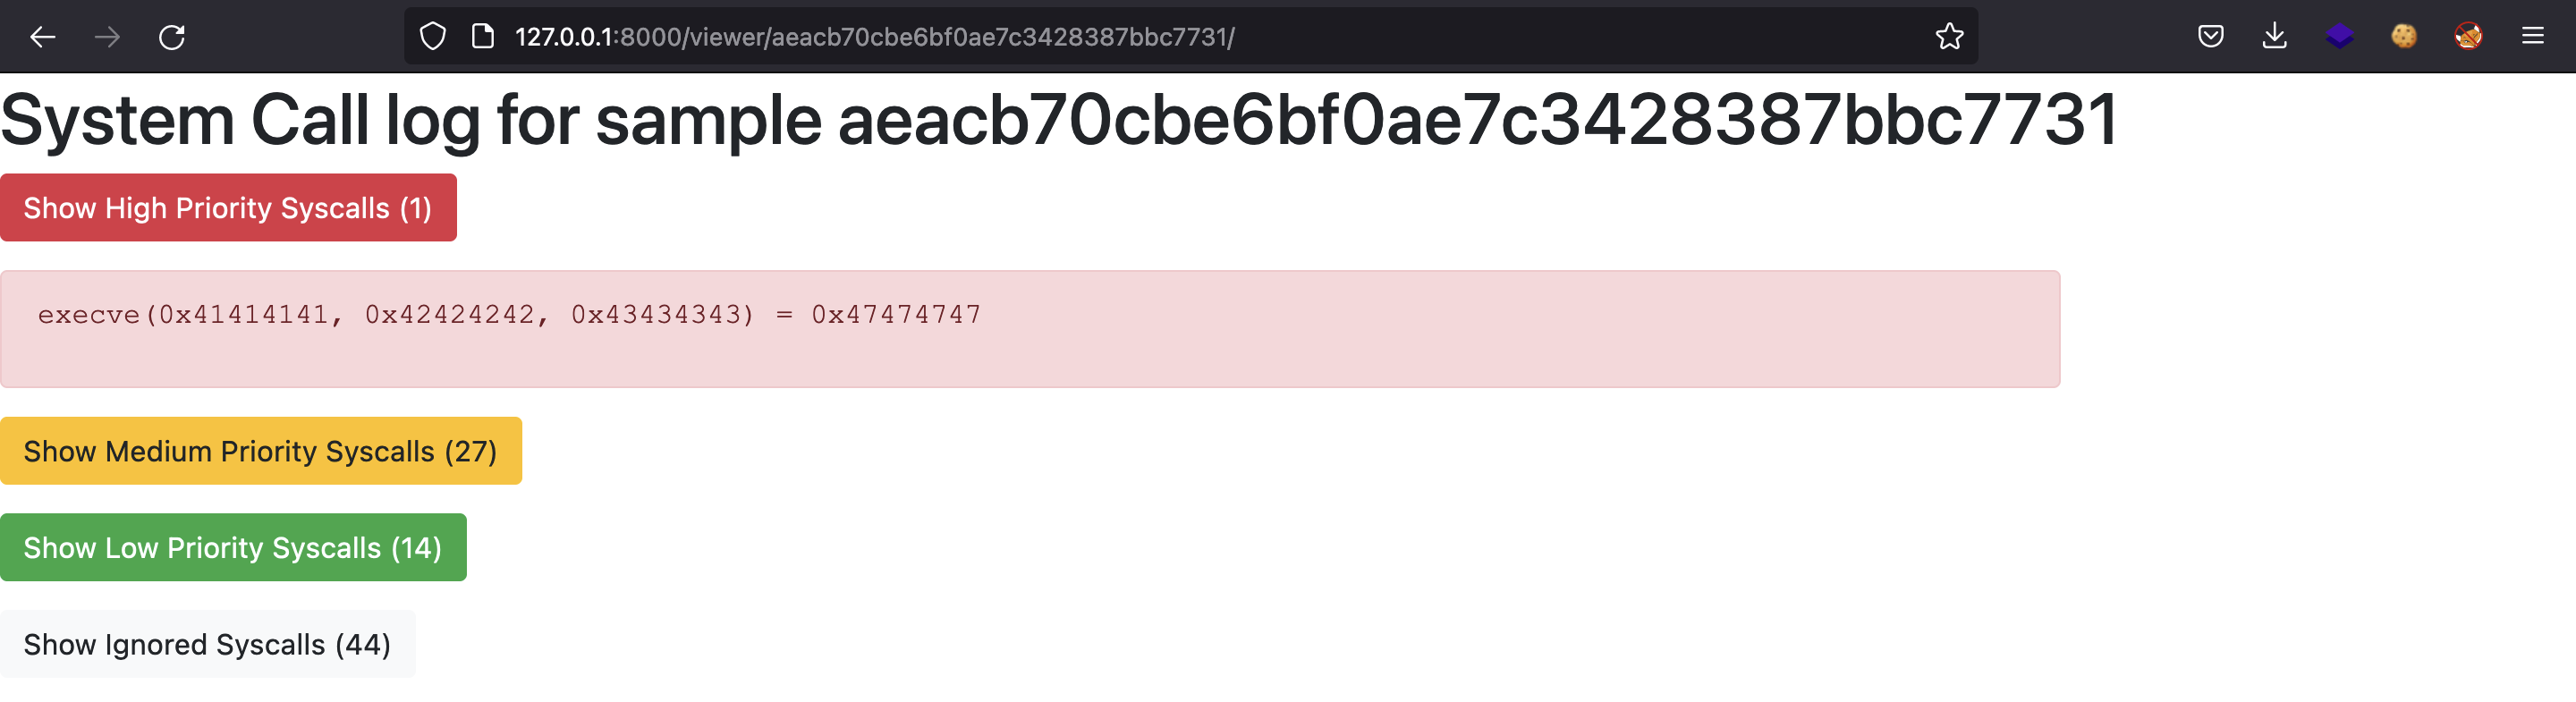 127.0.0.1:8000/viewer/aeacb70cbe6bf0ae7c3428387bbc7731/
System Call log for sample aeacb70cbe6bf0ae7c3428387bbc7731
Show High Priority Syscalls (1)
execve(0x41414141, 0x42424242, 0x43434343) = 0x47474747
Show Medium Priority Syscalls (27)
Show Low Priority Syscalls (14)
Show Ignored Syscalls (44)